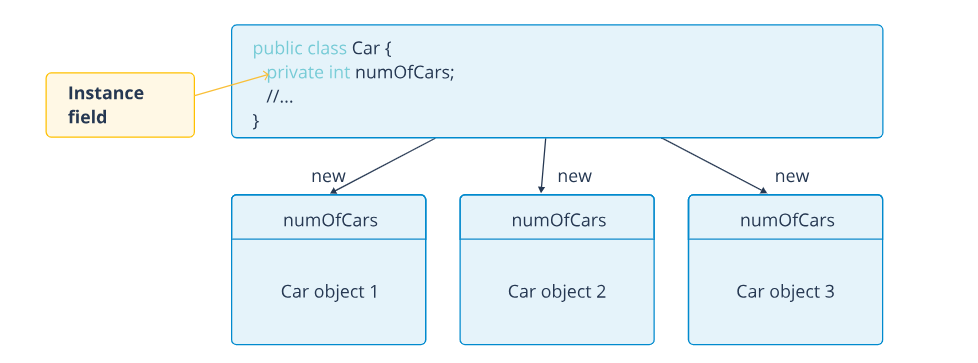 public class Car {
private int numOfCars;
//...
}
Instance
field
new
new
new
numOfCars
numOfCars
numOfCars
Car object 1
Car object 2
Car object 3